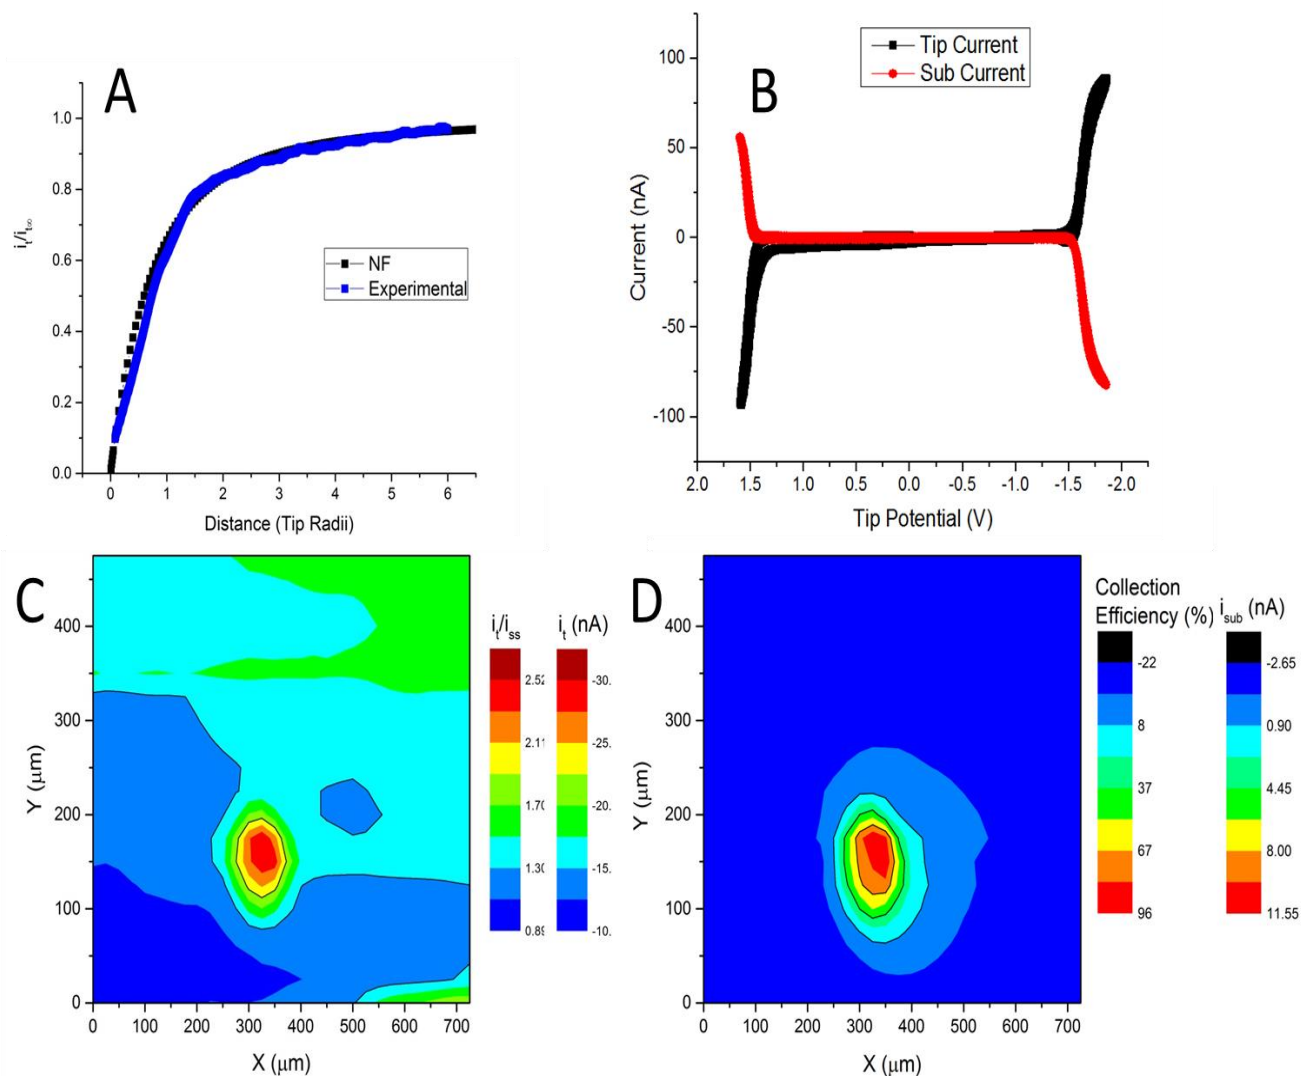 A
1.0
0.8
0.6
0.4
0.2
0.0
i_t/i_t∞
NF
Experimental
0 1 2 3 4 5 6
Distance (Tip Radii)
B
Tip Current
Sub Current
100
50
0
-50
-100
Current (nA)
2.0 1.5 1.0 0.5 0.0 -0.5 -1.0 -1.5 -2.0
Tip Potential (V)
C
400
300
200
100
0
Y (μm)
0 100 200 300 400 500 600 700
X (μm)
i_t/i_ss i_t (nA)
2.52 -30.
2.11 -25.
1.70 -20.
1.30 -15.
0.89 -10.
D
400
300
200
100
0
Y (μm)
0 100 200 300 400 500 600 700
X (μm)
Collection
Efficiency (%) i_sub (nA)
-22 -2.65
8 0.90
37 4.45
67 8.00
96 11.55